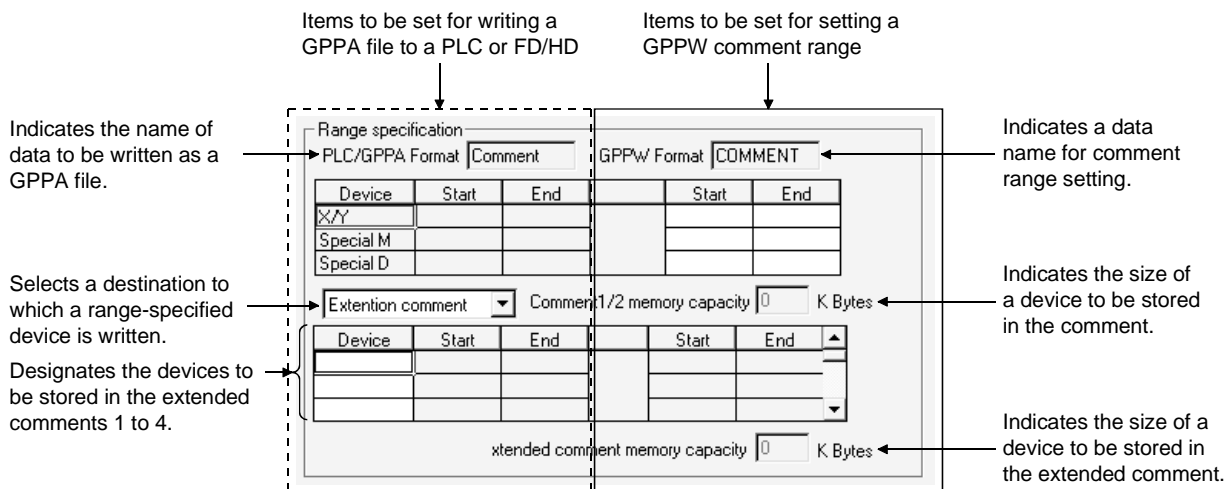 Items to be set for writing a
GPPA file to a PLC or FD/HD
Items to be set for setting a
GPPW comment range
Indicates the name of
data to be written as a
GPPA file.
Range specification
PLC/GPPA Format Comment GPPW Format COMMENT
Indicates a data
name for comment
range setting.
Device Start End Start End
X/Y
Special M
Special D
Selects a destination to
which a range-specified
device is written.
Extention comment Comment1/2 memory capacity 0 K Bytes
Indicates the size of
a device to be stored
in the comment.
Device Start End Start End
Designates the devices to
be stored in the extended
comments 1 to 4.
xtended comment memory capacity 0 K Bytes
Indicates the size of a
device to be stored in
the extended comment.